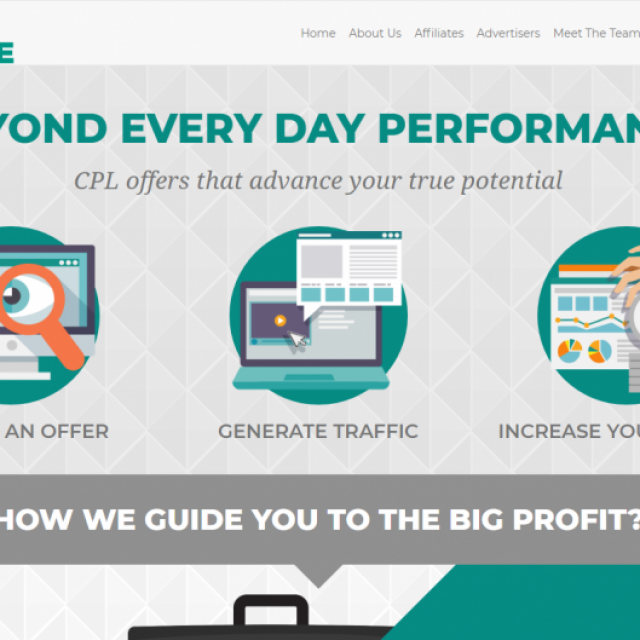 Home About Us Affiliates Advertisers Meet The Team
E
YOND EVERY DAY PERFORMAN
CPL offers that advance your true potential
AN OFFER
GENERATE TRAFFIC
INCREASE YOU
HOW WE GUIDE YOU TO THE BIG PROFIT?